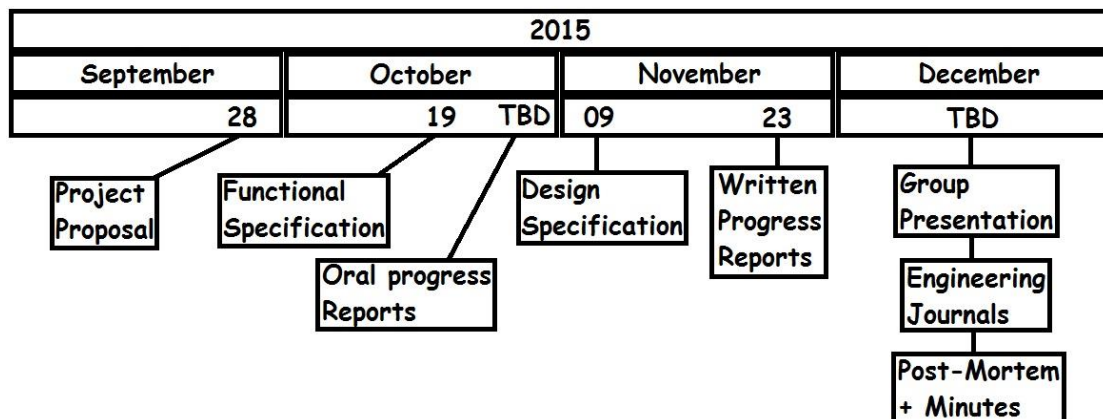 2015
September October November December
28 19 TBD 09 23 TBD
Project
Proposal
Functional
Specification
Oral progress
Reports
Design
Specification
Written
Progress
Reports
Group
Presentation
Engineering
Journals
Post-Mortem
+ Minutes